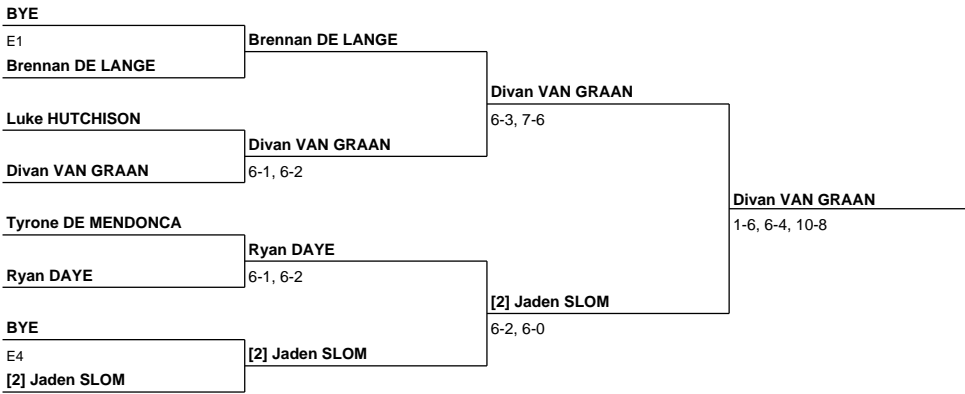 BYE
E1
Brennan DE LANGE
Brennan DE LANGE
Divan VAN GRAAN
6-3, 7-6
Luke HUTCHISON
Divan VAN GRAAN
Divan VAN GRAAN
6-1, 6-2
Divan VAN GRAAN
1-6, 6-4, 10-8
Tyrone DE MENDONCA
Ryan DAYE
Ryan DAYE
6-1, 6-2
[2] Jaden SLOM
6-2, 6-0
BYE
E4
[2] Jaden SLOM
[2] Jaden SLOM